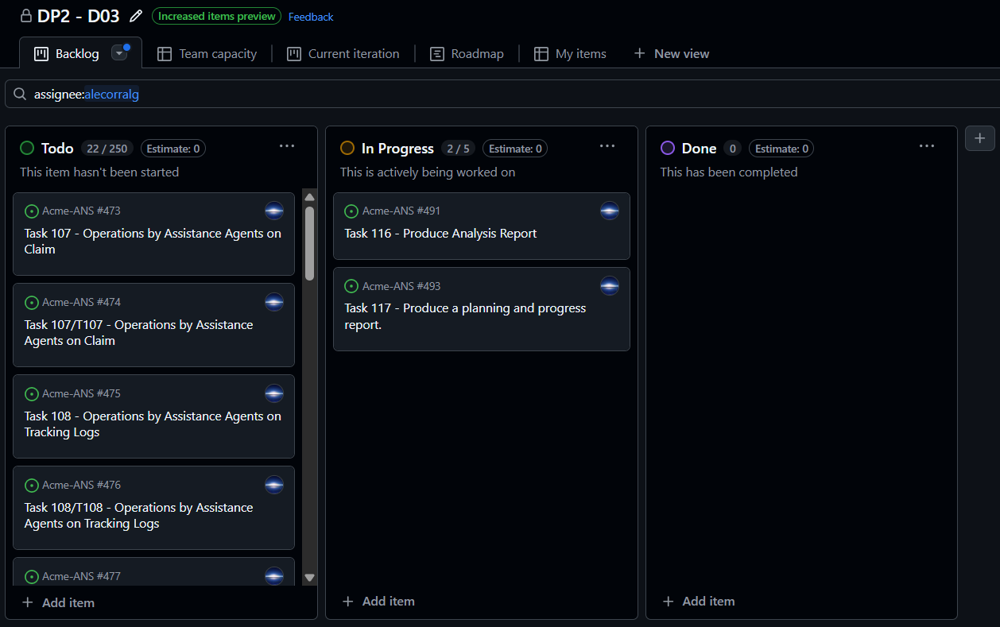 DP2 - D03 Increased items preview Feedback
Backlog Team capacity Current iteration Roadmap My items New view
assignee:alecorralg
Todo 22 / 250 Estimate: 0
This item hasn't been started
Acme-ANS #473
Task 107 - Operations by Assistance Agents on
Claim
Acme-ANS #474
Task 107/T107 - Operations by Assistance
Agents on Claim
Acme-ANS #475
Task 108 - Operations by Assistance Agents on
Tracking Logs
Acme-ANS #476
Task 108/T108 - Operations by Assistance
Agents on Tracking Logs
Acme-ANS #477
Add item
In Progress 2 / 5 Estimate: 0
This is actively being worked on
Acme-ANS #491
Task 116 - Produce Analysis Report
Acme-ANS #493
Task 117 - Produce a planning and progress
report.
Add item
Done 0 Estimate: 0
This has been completed
Add item